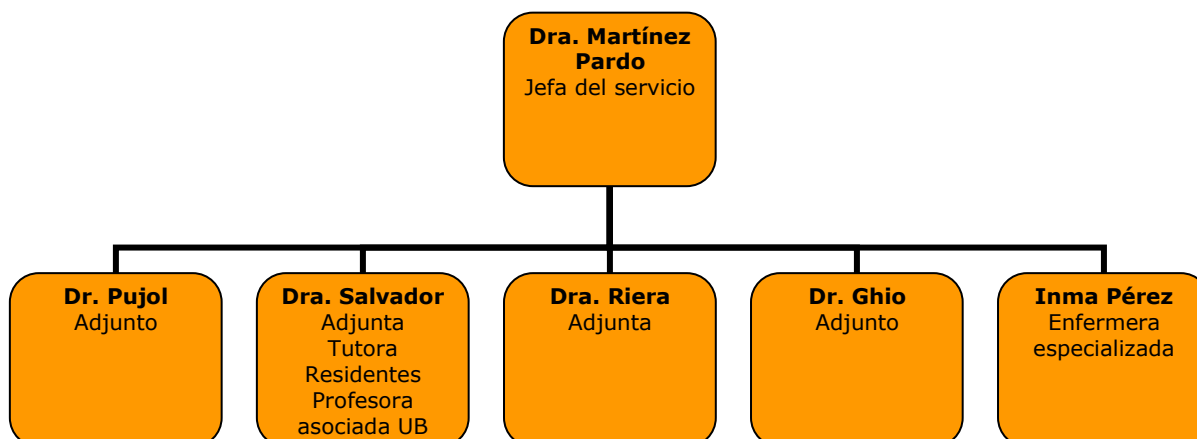 Dra. Martínez
Pardo
Jefa del servicio
Dr. Pujol
Adjunto
Dra. Salvador
Adjunta
Tutora
Residentes
Profesora
asociada UB
Dra. Riera
Adjunta
Dr. Ghio
Adjunto
Inma Pérez
Enfermera
especializada